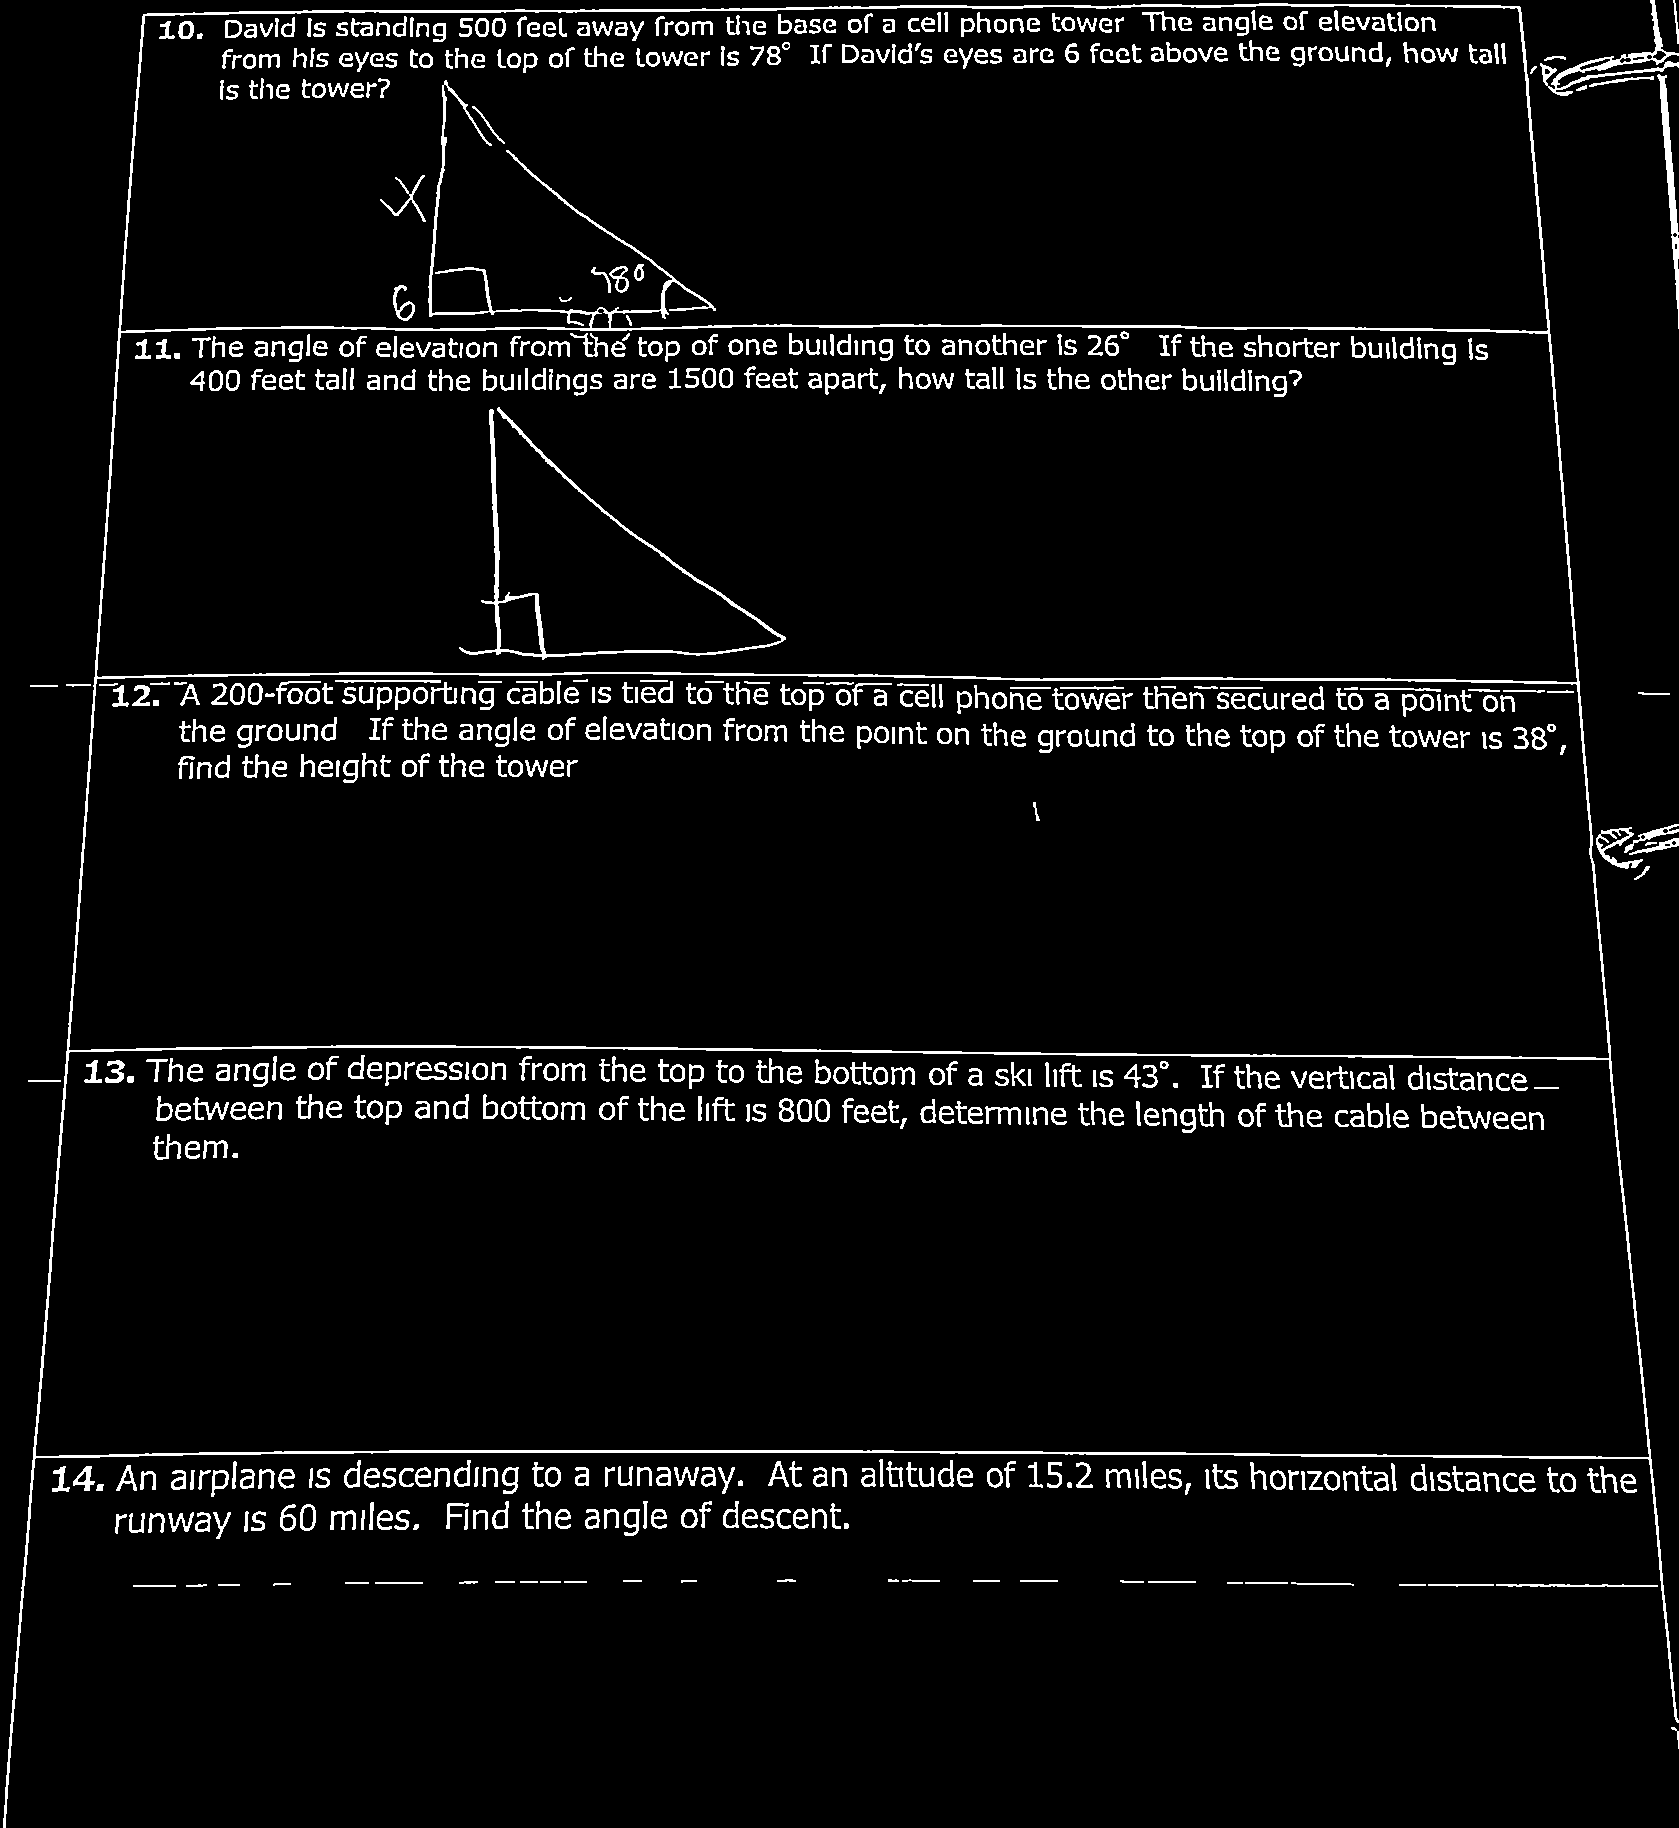 10. David is standing 500 feet away from the base of a cell phone tower The angle of elevation
from his eyes to the top of the tower is 78° If David's eyes are 6 feet above the ground, how tall
is the tower?
X
78°
6
500
11. The angle of elevation from the top of one building to another is 26° If the shorter building is
400 feet tall and the buildings are 1500 feet apart, how tall is the other building?
12. A 200-foot supporting cable is tied to the top of a cell phone tower then secured to a point on
the ground If the angle of elevation from the point on the ground to the top of the tower is 38°,
find the height of the tower
13. The angle of depression from the top to the bottom of a ski lift is 43°. If the vertical distance
between the top and bottom of the lift is 800 feet, determine the length of the cable between
them.
14. An airplane is descending to a runaway. At an altitude of 15.2 miles, its horizontal distance to the
runway is 60 miles. Find the angle of descent.